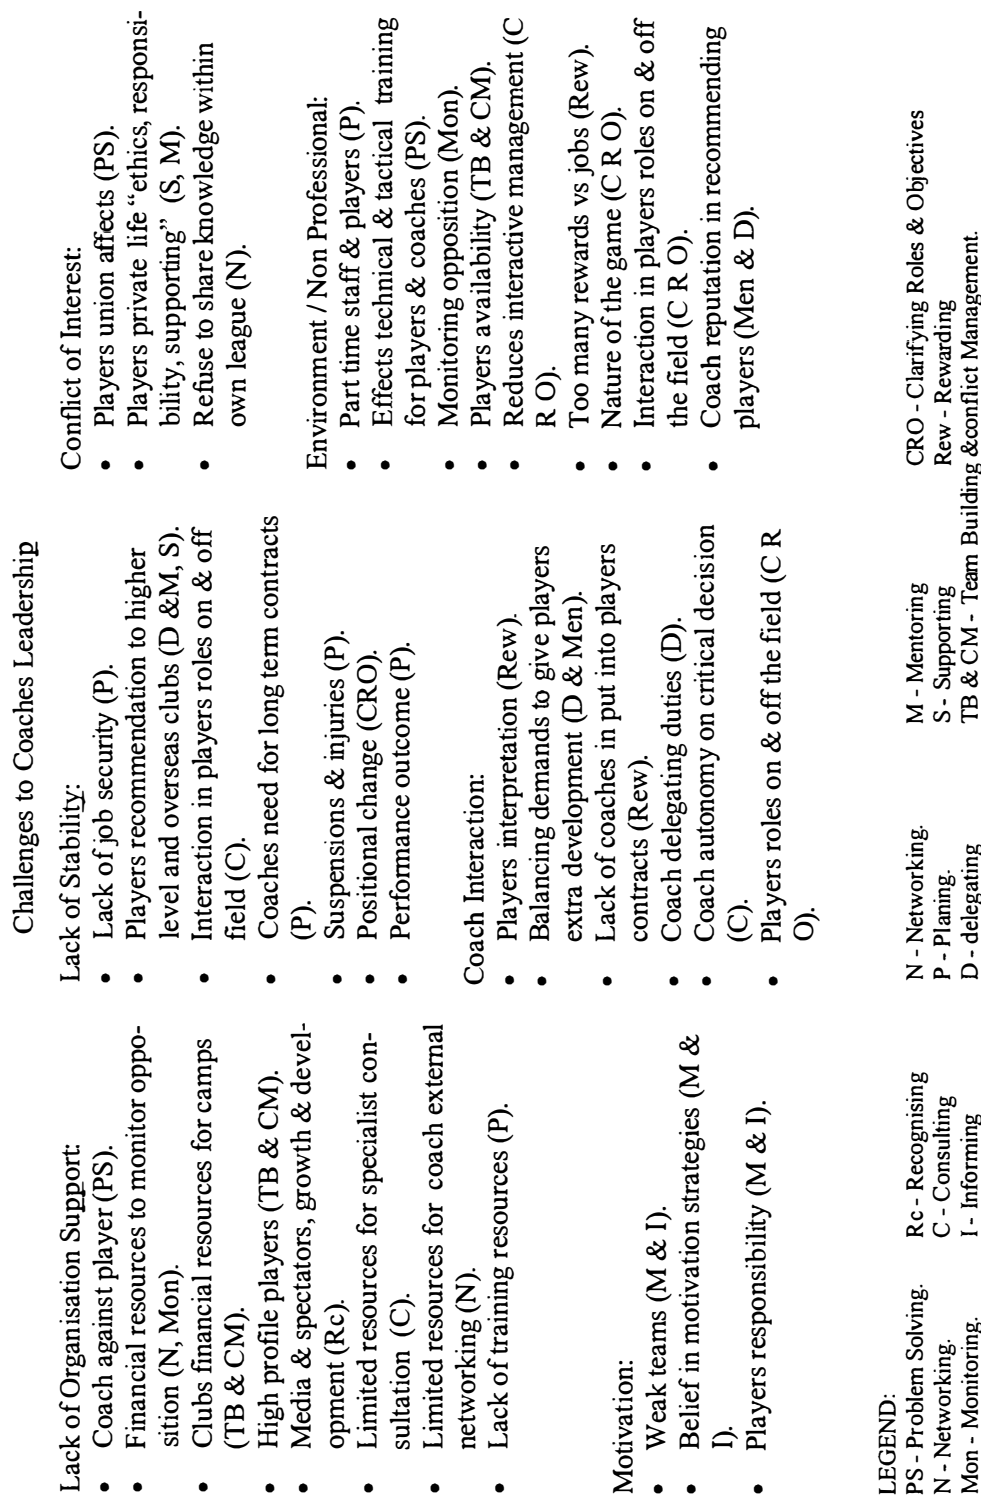 Challenges to Coaches Leadership
Lack of Organisation Support:
• Coach against player (PS).
• Financial resources to monitor oppo-
sition (N, Mon).
• Clubs financial resources for camps
(TB & CM).
• High profile players (TB & CM).
• Media & spectators, growth & devel-
opment (Rc).
• Limited resources for specialist con-
sultation (C).
• Limited resources for coach external
networking (N).
• Lack of training resources (P).
Motivation:
• Weak teams (M & I).
• Belief in motivation strategies (M &
I).
• Players responsibility (M & I).
Lack of Stability:
• Lack of job security (P).
• Players recommendation to higher
level and overseas clubs (D &M, S).
• Interaction in players roles on & off
field (C).
• Coaches need for long term contracts
(P).
• Suspensions & injuries (P).
• Positional change (CRO).
• Performance outcome (P).
Coach Interaction:
• Players interpretation (Rew).
• Balancing demands to give players
extra development (D & Men).
• Lack of coaches in put into players
contracts (Rew).
• Coach delegating duties (D).
• Coach autonomy on critical decision
(C).
• Players roles on & off the field (C R
O).
Conflict of Interest:
• Players union affects (PS).
• Players private life “ethics, responsi-
bility, supporting” (S, M).
• Refuse to share knowledge within
own league (N).
Environment / Non Professional:
• Part time staff & players (P).
• Effects technical & tactical training
for players & coaches (PS).
• Monitoring opposition (Mon).
• Players availability (TB & CM).
• Reduces interactive management (C
R O).
• Too many rewards vs jobs (Rew).
• Nature of the game (C R O).
• Interaction in players roles on & off
the field (C R O).
• Coach reputation in recommending
players (Men & D).
LEGEND:
PS - Problem Solving.
N - Networking.
Mon - Monitoring.
Rc - Recognising
C - Consulting
I - Informing
N - Networking.
P - Planing.
D - delegating
M - Mentoring
S - Supporting
TB & CM - Team Building &conflict Management.
CRO - Clarifying Roles & Objectives
Rew - Rewarding